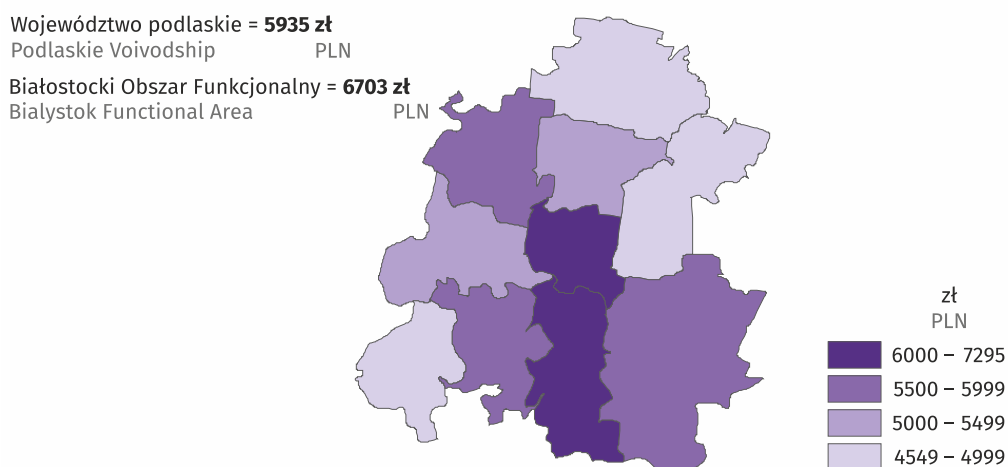 Województwo podlaskie = 5935 zł
Podlaskie Voivodship PLN
Białostocki Obszar Funkcjonalny = 6703 zł
Bialystok Functional Area PLN
zł
PLN
6000 – 7295
5500 – 5999
5000 – 5499
4549 – 4999